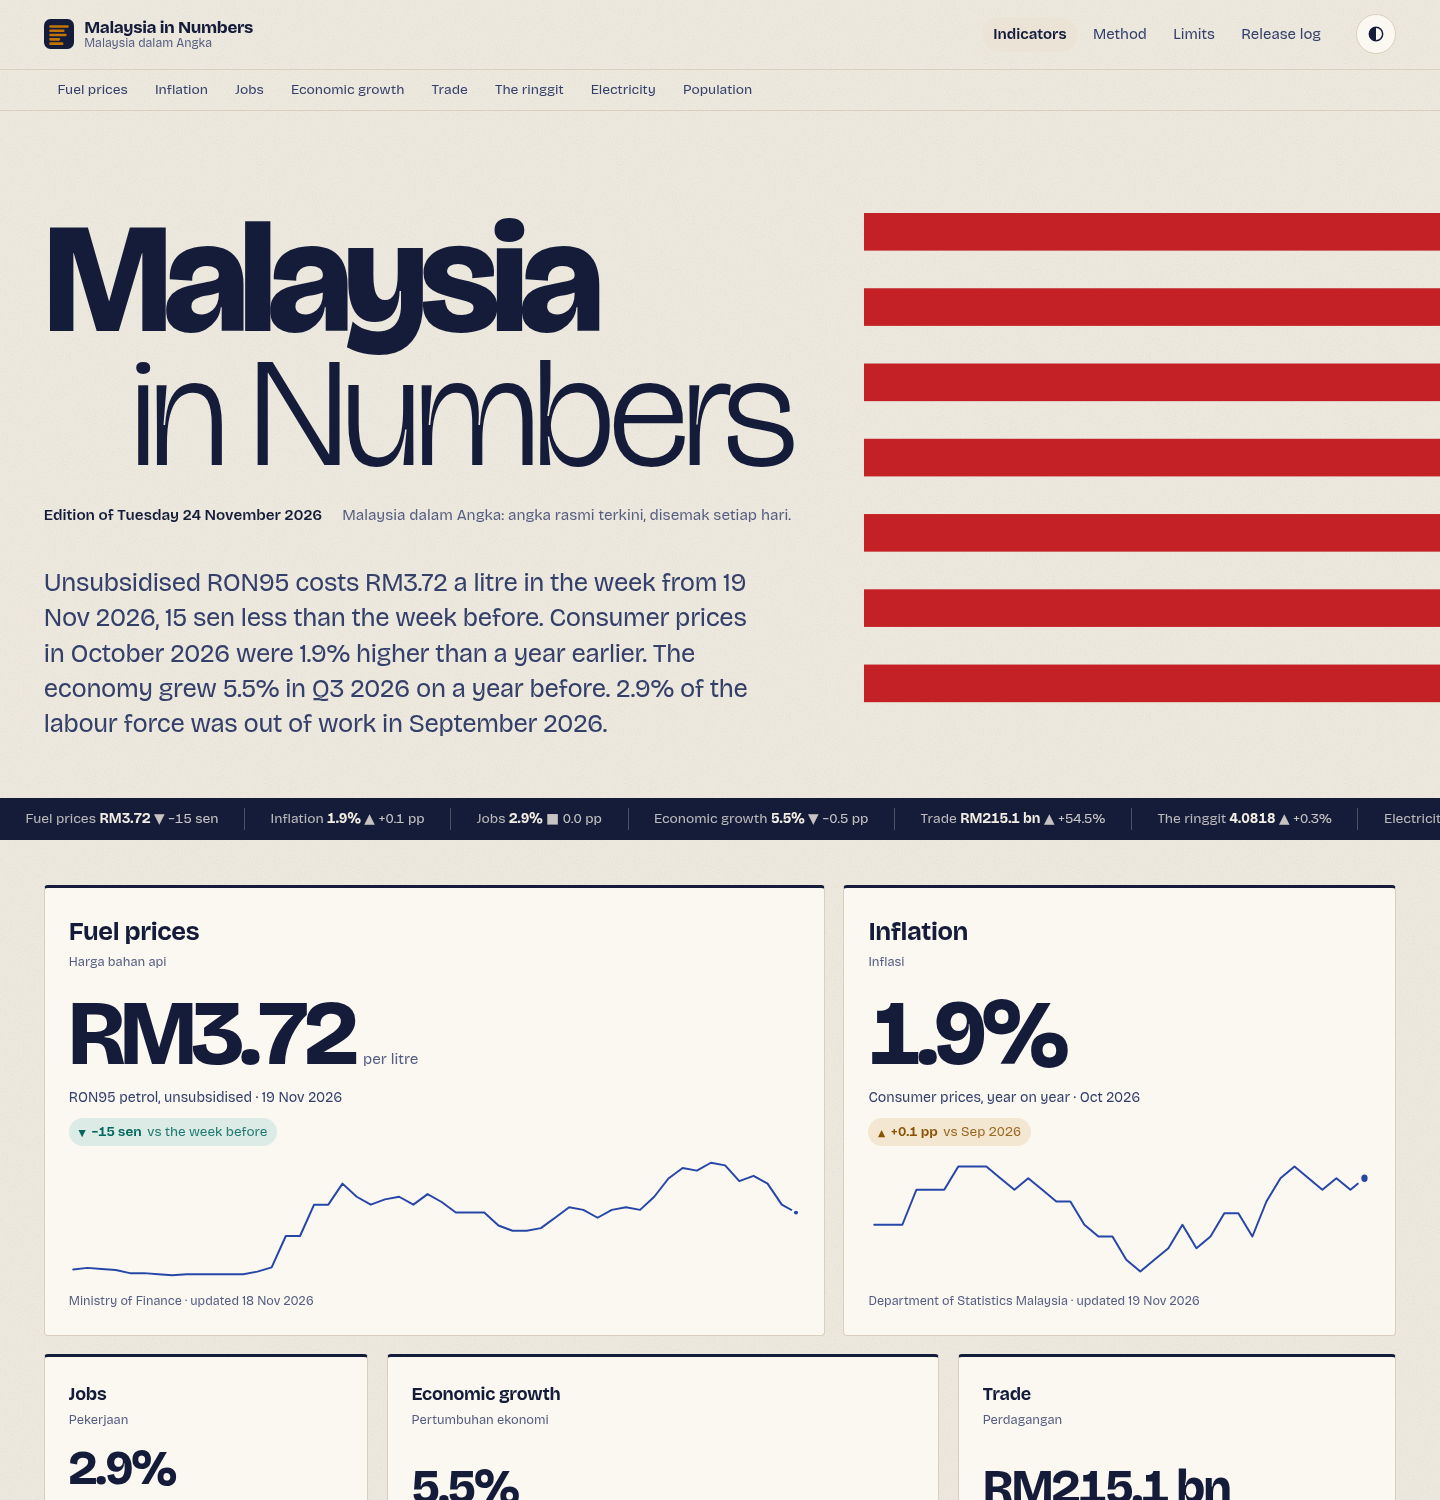 Malaysia in Numbers
Malaysia dalam Angka
Indicators
Method
Limits
Release log
Fuel prices
Inflation
Jobs
Economic growth
Trade
The ringgit
Electricity
Population
Malaysia
in Numbers
Edition of Tuesday 24 November 2026
Malaysia dalam Angka: angka rasmi terkini, disemak setiap hari.
Unsubsidised RON95 costs RM3.72 a litre in the week from 19
Nov 2026, 15 sen less than the week before. Consumer prices
in October 2026 were 1.9% higher than a year earlier. The
economy grew 5.5% in Q3 2026 on a year before. 2.9% of the
labour force was out of work in September 2026.
Fuel prices RM3.72 ▼ −15 sen
Inflation 1.9% ▲ +0.1 pp
Jobs 2.9% ■ 0.0 pp
Economic growth 5.5% ▼ −0.5 pp
Trade RM215.1 bn ▲ +54.5%
The ringgit 4.0818 ▲ +0.3%
Fuel prices
Harga bahan api
RM3.72 per litre
RON95 petrol, unsubsidised · 19 Nov 2026
▼ −15 sen vs the week before
Ministry of Finance · updated 18 Nov 2026
Inflation
Inflasi
1.9%
Consumer prices, year on year · Oct 2026
▲ +0.1 pp vs Sep 2026
Department of Statistics Malaysia · updated 19 Nov 2026
Jobs
Pekerjaan
2.9%
Economic growth
Pertumbuhan ekonomi
5.5%
Trade
Perdagangan
RM215.1 bn